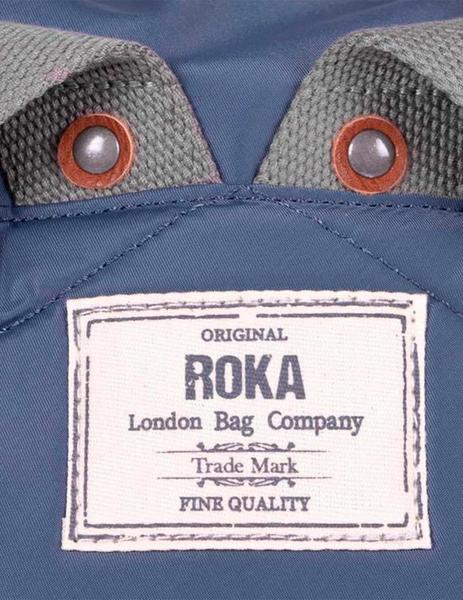 ORIGINAL
ROKA
London Bag Company
Trade Mark
FINE QUALITY